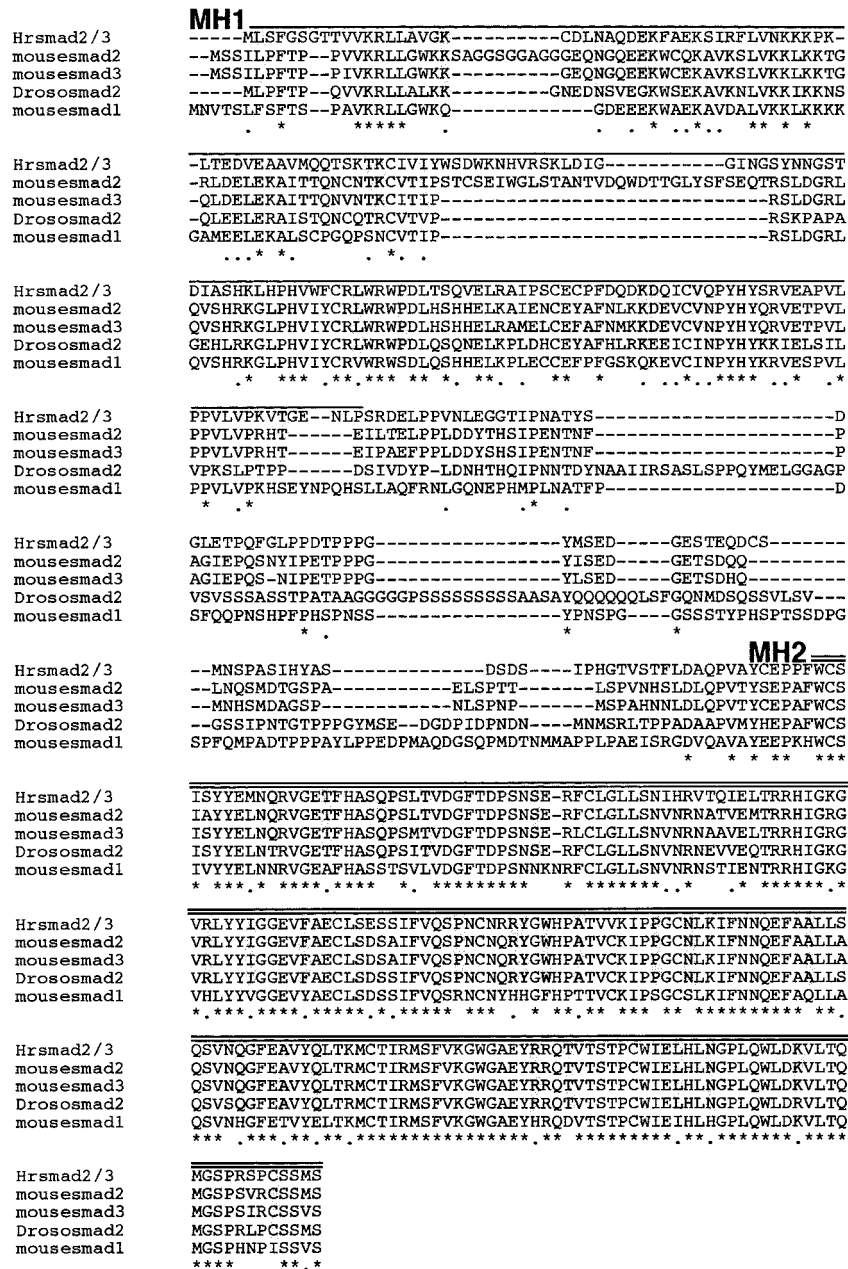 MH1
Hrsmad2/3 -----MLSFGSGTTVVKRLLAVGK-----------CDLNAQDEKFAEKSIRFLVNKKKPK-
mousesmad2 --MSSILPFTP--PVVKRLLGWKKSAGGSGGAGGGEQNGQEEKWCQKAVKSLVKKLKKTG
mousesmad3 --MSSILPFTP--PIVKRLLGWKK----------GEQNGQEEKWCEKAVKSLVKKLKKTG
Drososmad2 ----MLPFTP--PVVKRLLALKK----------GNEDNSVEGKWSEKAVKNLVKKIKKNS
mousesmad1 MNVTSLFSFTS--PAVKRLLGWKQ-----------GDEEEKWAEKAVDALVKKLKKKK
. * ***** . . . * .* .. ** * *
Hrsmad2/3 -LTEDVEAAVMQQTSKTKCIVIYWSDWKNHVRSKLDIG-----------GINGSYNNGST
mousesmad2 -RLDELEKAITTQNCNTKCVTIPSTCSEIWGLSTANTVDQWDTTGLYSFSEQTRSLDGRL
mousesmad3 -QLDELEKAITTQNVNTKCITIP------------------------------RSLDGRL
Drososmad2 -QLEELERAISTQNCQTRCVTVP------------------------------RSKPAPA
mousesmad1 GAMEELEKALSCPGQPSNCVTIP------------------------------RSLDGRL
...* *. . *. .
Hrsmad2/3 DIASHKLHPHVWFCRLWRWPDLTSQVELRAIPSCECPFDQDKDQICVQPYHYSRVEAPVL
mousesmad2 QVSHRKGLPHVIYCRLWRWPDLHSHHELKAIENCEYAFNLKKDEVCVNPYHYQRVETPVL
mousesmad3 QVSHRKGLPHVIYCRLWRWPDLHSHHELRAMELCEYAFNMKKDEVCVNPYHYQRVETPVL
Drososmad2 GEHLRKGLPHVIYCRLWRWPDLQSQNELKPLDHCEYAFHLRKEEICINPYHYKKIELSIL
mousesmad1 QVSHRKGLPHVIYCRVWRWSDLQSHHELKPLECCEFPFGSKQKEVCINPYKYKRVESPVL
.* *** **.*** ** *. ** . ** * . ..*. **** ..* .*
Hrsmad2/3 PPVLVPKVTGE--NLPSRDELPPVNLEGGTIPNATYS-----------------------D
mousesmad2 PPVLVPRHT-----EILTELPPLDDYTHSIPENTNF------------------------P
mousesmad3 PPVLVPRHT-----EIPAEFPPLDDYSHSIPENTNF------------------------P
Drososmad2 VPKSLPTPP-----DSIVDYP-LDNHTHQIPNNTDYNAAIIRSASLSPPQYMELGGAGP
mousesmad1 PPVLVPKHSEYNPQHSLLAQFRNLGQNEPHMPLNATFP----------------------D
* * . .* .
Hrsmad2/3 GLETPQFGLPPDTPPPG------------------YMSED-----GESTEQDCS------
mousesmad2 AGIEPQSNYIPETPPPG------------------YISED-----GETSDQQ--------
mousesmad3 AGIEPQS-NIPETPPPG------------------YLSED-----GETSDHQ--------
Drososmad2 VSVSSSASSTPATAAGGGGGPSSSSSSSSSSAASAYQQQQQQLSFGQNMDSQSSVLSV---
mousesmad1 SFQQPNSHPFPHSPNSS------------------YPNSPG----GSSSTYPHSPTSSDPG
* . * *
MH2
Hrsmad2/3 --MNSPASIHYAS---------------DSDS----IPHGTVSTFLDAQPVAYCEPPFWCS
mousesmad2 --LNQSMDTGSPA---------------ELSPTT----LSPVNHSLDLQPVTYSEPAFWCS
mousesmad3 --MNHSMDAGSPN---------------NLSPNP----MSPAHNNLDLQPVTYCEPAFWCS
Drososmad2 --GSSIPNTGTPPPGYMSE--DGDPIDPNDN----MNMSRLTPPADAAPVMYHEPAFWCS
mousesmad1 SPFQMPADTPPPAYLPPEDPMAQDGSQPMDTNMMAPPLPAEISRGDVQAVAYEEPKHWCS
* * * ** ***
Hrsmad2/3 ISYYEMNQRVGETFHASQPSLTVDGFTDPSNSE-RFCLGLLSNIHRVTQIELTRRHIGKG
mousesmad2 IAYYELNQRVGETFHASQPSLTVDGFTDPSNSE-RFCLGLLSNVNRNATVEMTRRHIGRG
mousesmad3 ISYYELNQRVGETFHASQPSMTVDGFTDPSNSE-RLCLGLLSNVNRNAAVELTRRHIGRG
Drososmad2 ISYYELNTRVGETFHASQPSITVDGFTDPSNSE-RFCLGLLSNVNRNEVVEQTRRHIGKG
mousesmad1 IVYYELNNRVGEAFHASSTSVLVDGFTDPSNNKNRFCLGLLSNVNRNSTIENTRRHIGKG
* ***.* ****.**** *. ********* * *******..* .* ******.*
Hrsmad2/3 VRLYYIGGEVFAECLSESSIFVQSPNCNRRYGWHPATVVKIPPGCNLKIFNNQEFAALLS
mousesmad2 VRLYYIGGEVFAECLSDSAIFVQSPNCNQRYGWHPATVCKIPPGCNLKIFNNQEFAALLA
mousesmad3 VRLYYIGGEVFAECLSDSAIFVQSPNCNQRYGWHPATVCKIPPGCNLKIFNNQEFAALLA
Drososmad2 VRLYYIGGEVFAECLSDSSIFVQSPNCNQRYGWHPATVCKIPPGCNLKIFNNQEFAALLS
mousesmad1 VHLYYVGGEVYAECLSDSSIFVQSRNCNYHHGFHPTTVCKIPSGCSLKIFNNQEFAQLLA
*.***.****.*****.*.***** *** .*.** ** *** ** ********** **.
Hrsmad2/3 QSVNQGFEAVYQLTKMCTIRMSFVKGWGAEYRRQTVTSTPCWIELHLNGPLQWLDKVLTQ
mousesmad2 QSVNQGFEAVYQLTRMCTIRMSFVKGWGAEYRRQTVTSTPCWIELHLNGPLQWLDKVLTQ
mousesmad3 QSVNQGFEAVYQLTRMCTIRMSFVKGWGAEYRRQTVTSTPCWIELHLNGPLQWLDKVLTQ
Drososmad2 QSVSQGFEAVYQLTRMCTIRMSFVKGWGAEYRRQTVTSTPCWIELHLNGPLQWLDRVLTQ
mousesmad1 QSVNHGFETVYELTKMCTIRMSFVKGWGAEYHRQDVTSTPCWIEIHLHGPLQWLDKVLTQ
*** .***.**.**.**************** ** *********.**.*******.****
Hrsmad2/3 MGSPRSPCSSMS
mousesmad2 MGSPSVRCSSMS
mousesmad3 MGSPSIRCSSVS
Drososmad2 MGSPRLPCSSMS
mousesmad1 MGSPHNPISSVS
**** **.*